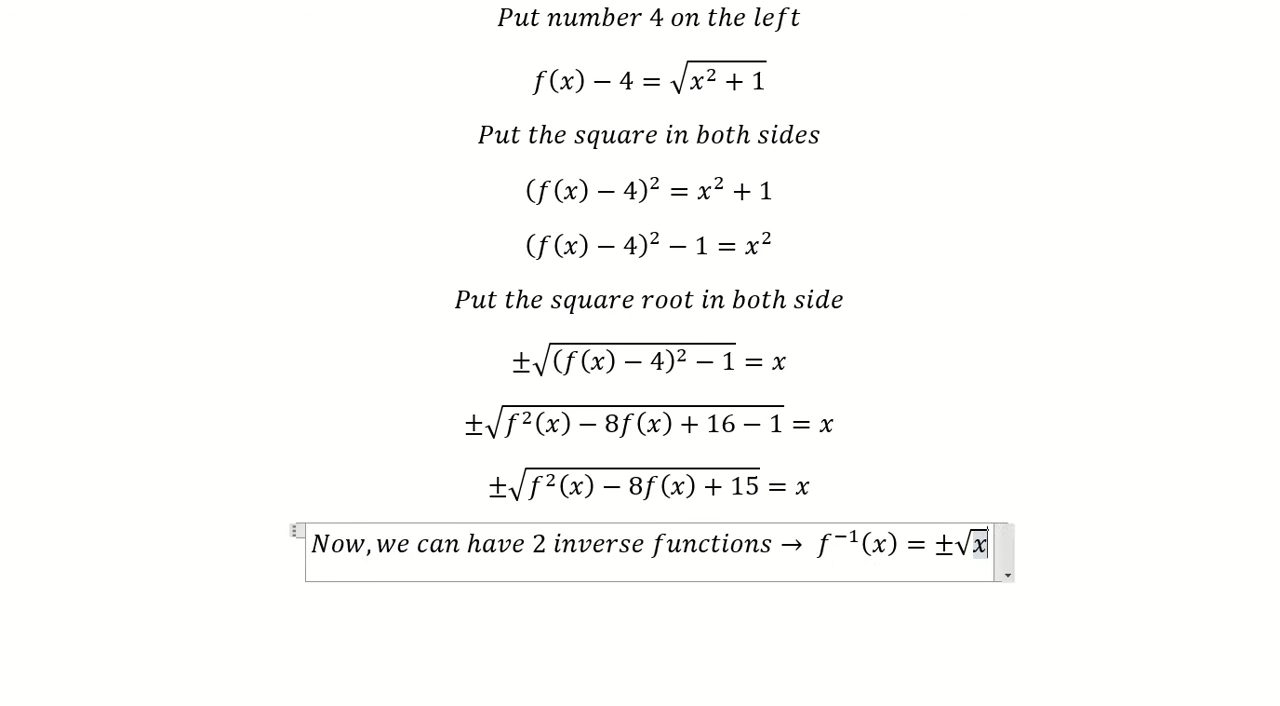 Put number 4 on the left
f(x) − 4 = √(x² + 1)
Put the square in both sides
(f(x) − 4)² = x² + 1
(f(x) − 4)² − 1 = x²
Put the square root in both side
±√((f(x) − 4)² − 1) = x
±√(f²(x) − 8f(x) + 16 − 1) = x
±√(f²(x) − 8f(x) + 15) = x
Now, we can have 2 inverse functions → f⁻¹(x) = ±√x